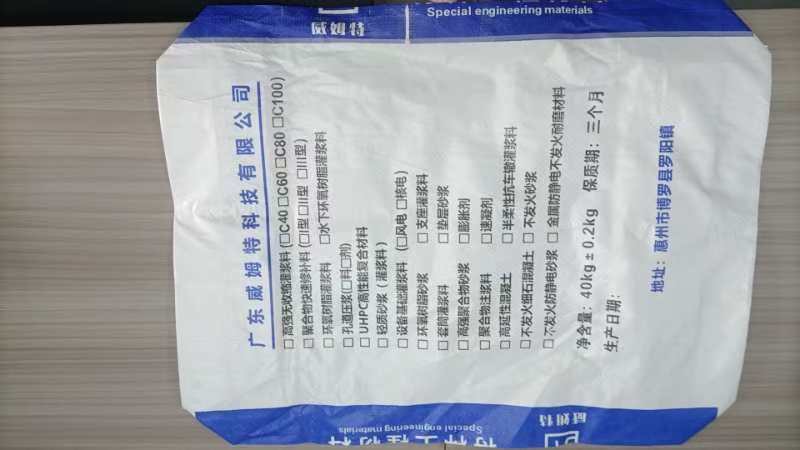 Special engineering materials
广东威姆特科技有限公司
□高强无收缩灌浆料(□C40 □C60 □C80 □C100)
□聚合物快速修补料(□I型 □II型 □III型)
□环氧树脂灌浆料 □水下环氧树脂灌浆料
□孔道压浆(□料□剂)
□UHPC高性能复合材料
□轻质砂浆(灌浆料)
□设备基础灌浆料 (□风电 □核电)
□环氧树脂砂浆 □支座灌浆料
□套筒灌浆料 □垫层砂浆
□高强聚合物砂浆 □膨胀剂
□聚合物注浆料 □速凝剂
□高延性混凝土 □半柔性抗车辙灌浆料
□不发火细石混凝土 □不发火砂浆
□不发火防静电砂浆 □金属防静电不发火耐磨材料
净含量: 40kg±0.2kg 保质期: 三个月
生产日期:
地址: 惠州市博罗县罗阳镇
威姆特
特种工程材料
Special engineering materials